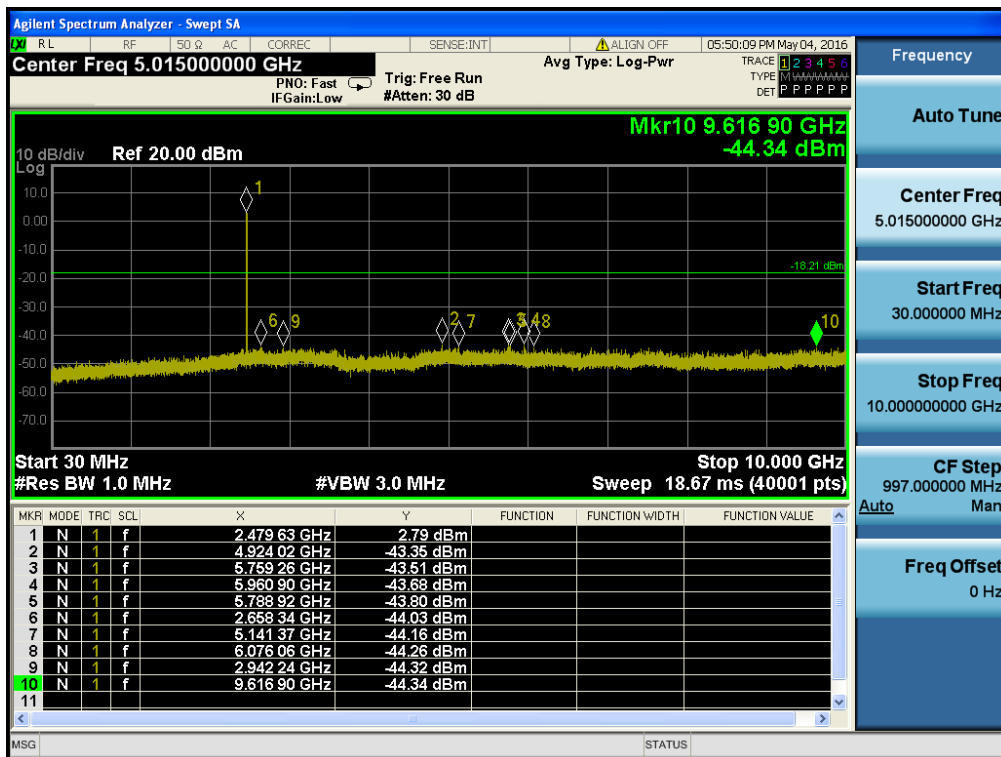 Agilent Spectrum Analyzer - Swept SA
LXI RL RF 50 Ω AC CORREC SENSE:INT ALIGN OFF 05:50:09 PM May 04, 2016
Center Freq 5.015000000 GHz
PNO: Fast
IFGain:Low
Trig: Free Run
#Atten: 30 dB
Avg Type: Log-Pwr
TRACE 1 2 3 4 5 6
TYPE M WWWWW
DET P P P P P P
Mkr10 9.616 90 GHz
-44.34 dBm
10 dB/div Ref 20.00 dBm
Log
10.0
0.00
-10.0
-20.0
-30.0
-40.0
-50.0
-60.0
-70.0
-18.21 dBm
1
6 9 2 7 3 5 4 8 10
Start 30 MHz Stop 10.000 GHz
#Res BW 1.0 MHz #VBW 3.0 MHz Sweep 18.67 ms (40001 pts)
MKR MODE TRC SCL X Y FUNCTION FUNCTION WIDTH FUNCTION VALUE
1 N 1 f 2.479 63 GHz 2.79 dBm
2 N 1 f 4.924 02 GHz -43.35 dBm
3 N 1 f 5.759 26 GHz -43.51 dBm
4 N 1 f 5.960 90 GHz -43.68 dBm
5 N 1 f 5.788 92 GHz -43.80 dBm
6 N 1 f 2.658 34 GHz -44.03 dBm
7 N 1 f 5.141 37 GHz -44.16 dBm
8 N 1 f 6.076 06 GHz -44.26 dBm
9 N 1 f 2.942 24 GHz -44.32 dBm
10 N 1 f 9.616 90 GHz -44.34 dBm
11
MSG STATUS
Frequency
Auto Tune
Center Freq
5.015000000 GHz
Start Freq
30.000000 MHz
Stop Freq
10.000000000 GHz
CF Step
997.000000 MHz
Auto Man
Freq Offset
0 Hz